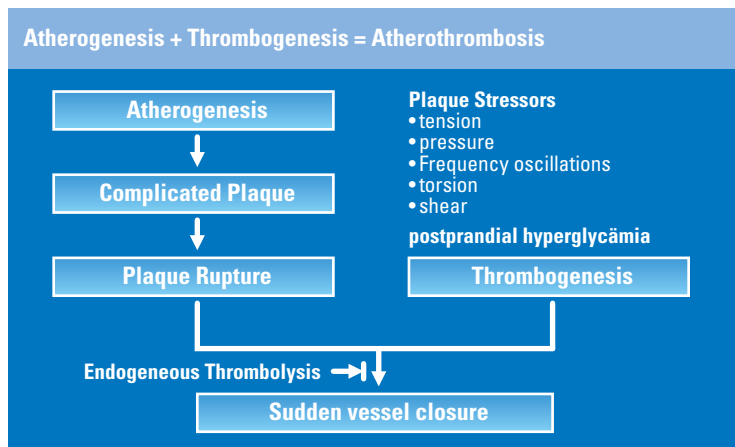 Atherogenesis + Thrombogenesis = Atherothrombosis
Atherogenesis
Complicated Plaque
Plaque Rupture
Plaque Stressors
•tension
•pressure
•Frequency oscillations
•torsion
•shear
postprandial hyperglycämia
Thrombogenesis
Endogeneous Thrombolysis
Sudden vessel closure